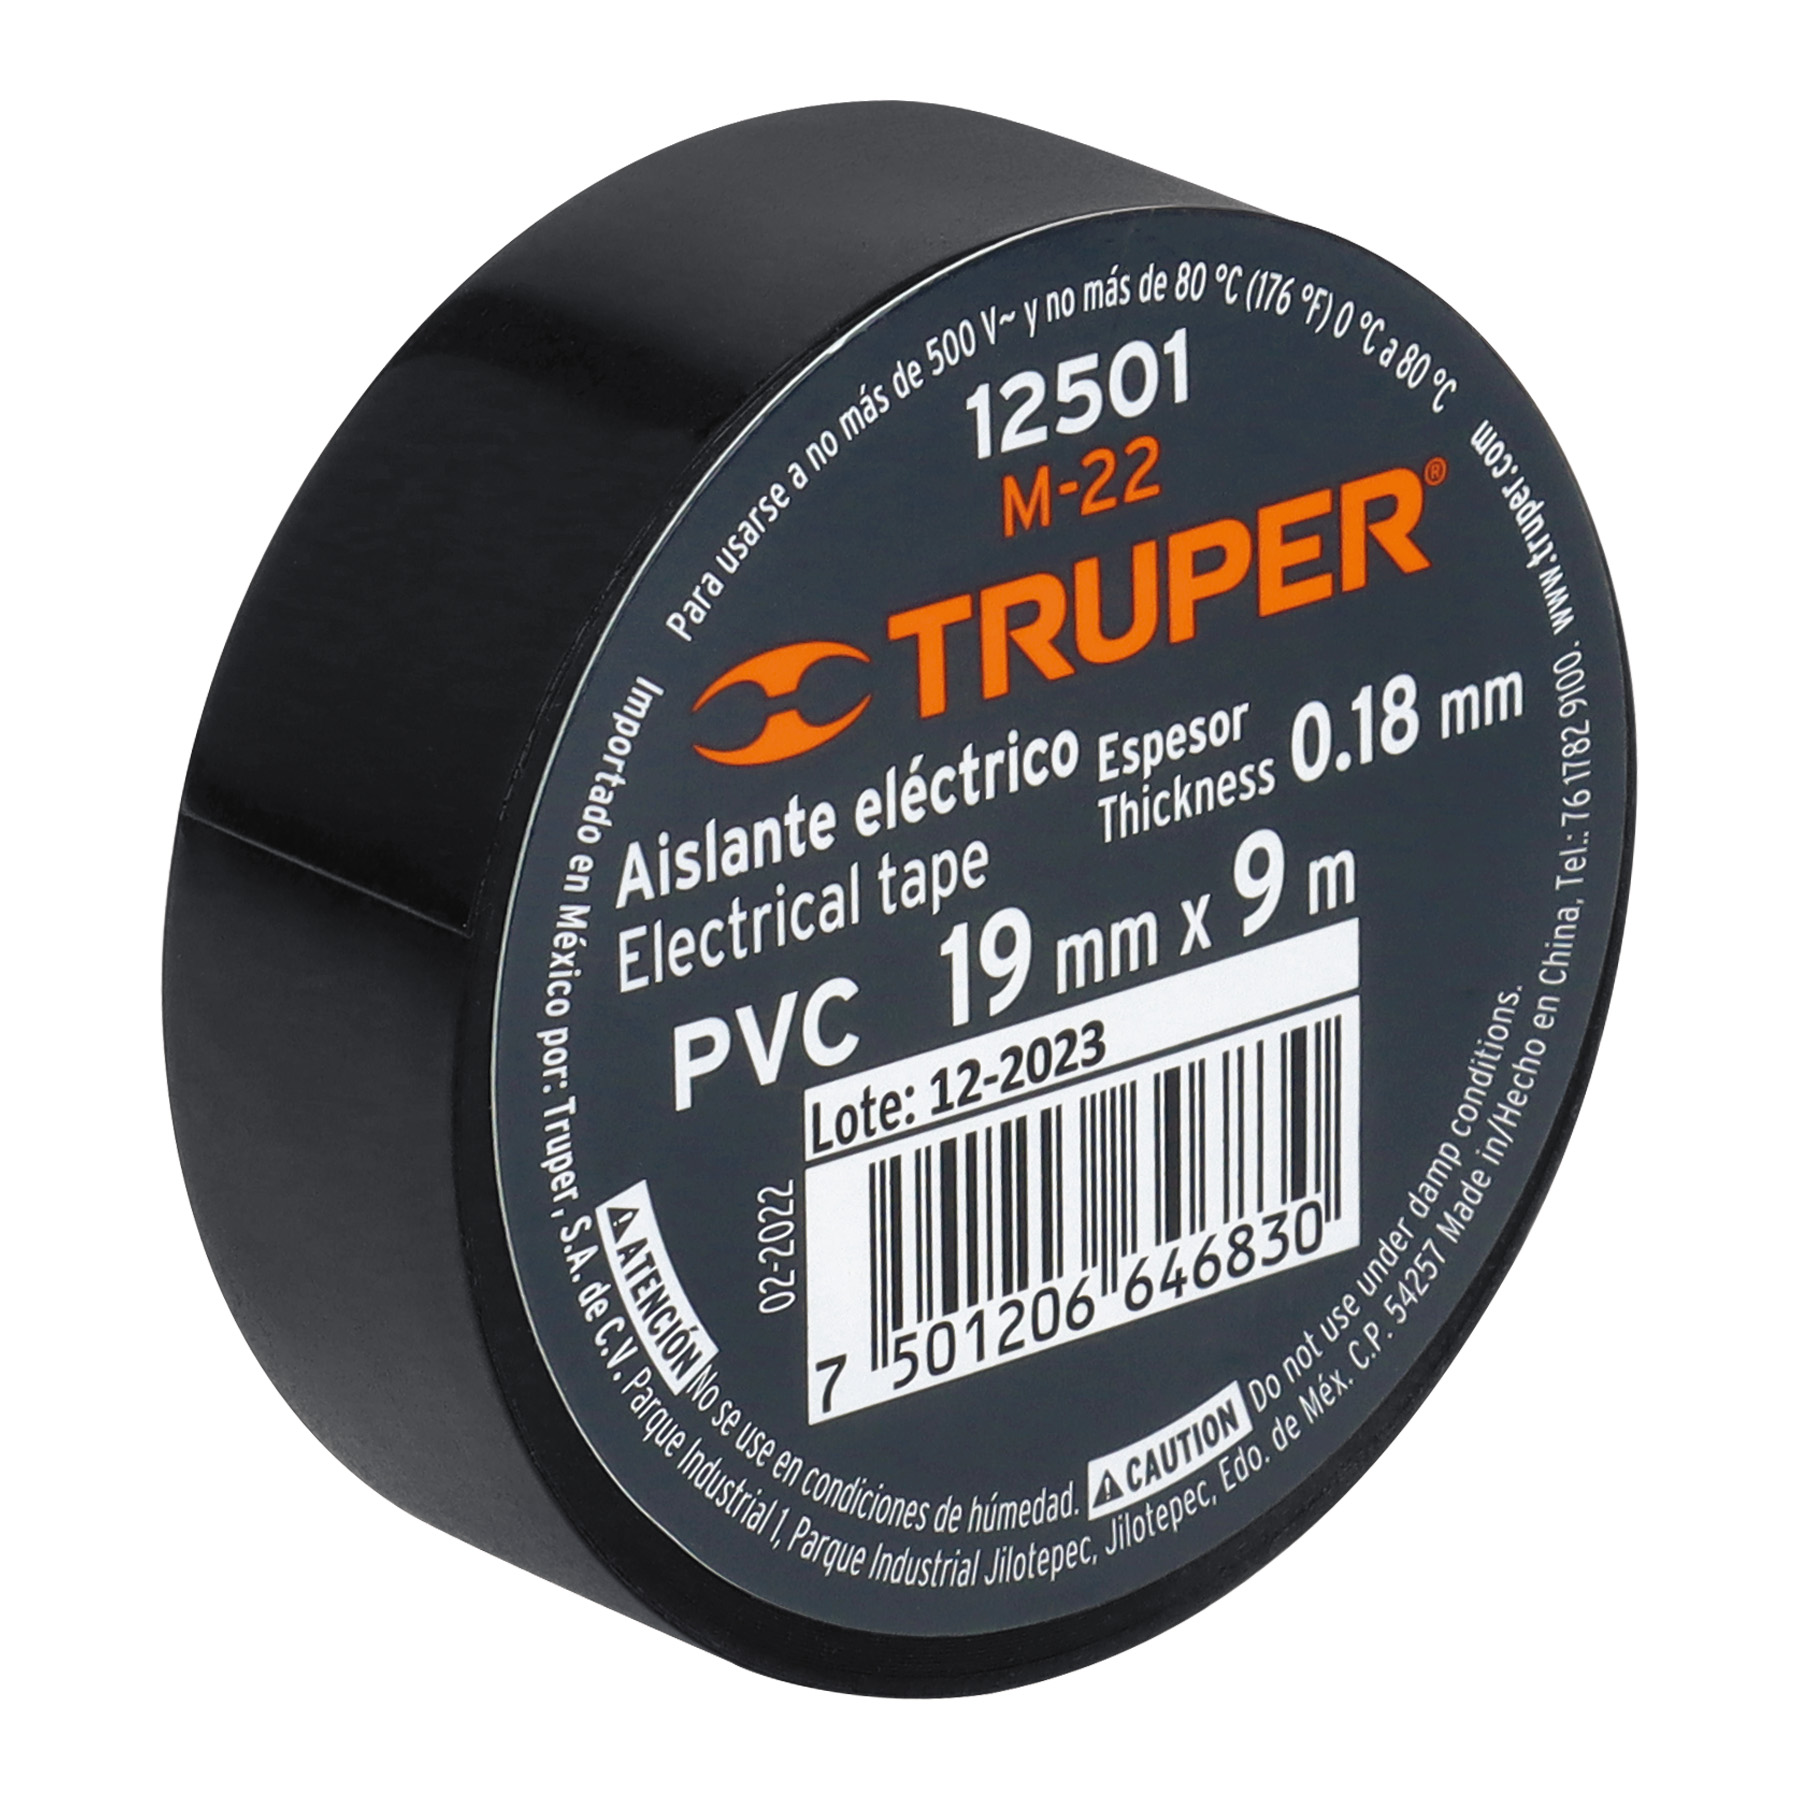 Para usarse a no más de 500 V~ y no más de 80 °C (176 °F) 0 °C a 80 °C
12501
M-22
TRUPER®
Aislante eléctrico
Electrical tape
Espesor
Thickness
0.18 mm
PVC
19 mm x 9 m
Lote: 12-2023
02-2022
7 501206 646830
ATENCIÓN No se use en condiciones de húmedad.
CAUTION Do not use under damp conditions.
Importado en México por: Truper, S.A. de C.V. Parque Industrial 1, Parque Industrial Jilotepec, Jilotepec, Edo. de Méx. C.P. 54257 Made in/Hecho en China, Tel.: 761 782 9100. www.truper.com